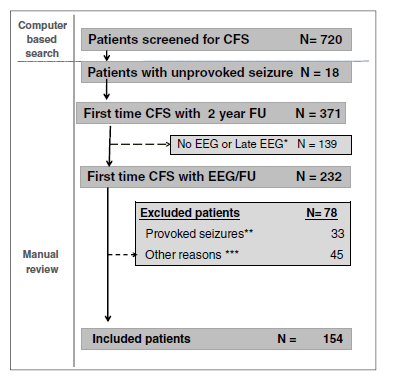 Computer
based
search
Patients screened for CFS N= 720
Patients with unprovoked seizure N = 18
First time CFS with 2 year FU N = 371
No EEG or Late EEG* N = 139
First time CFS with EEG/FU N = 232
Excluded patients N= 78
Provoked seizures** 33
Other reasons *** 45
Manual
review
Included patients N = 154